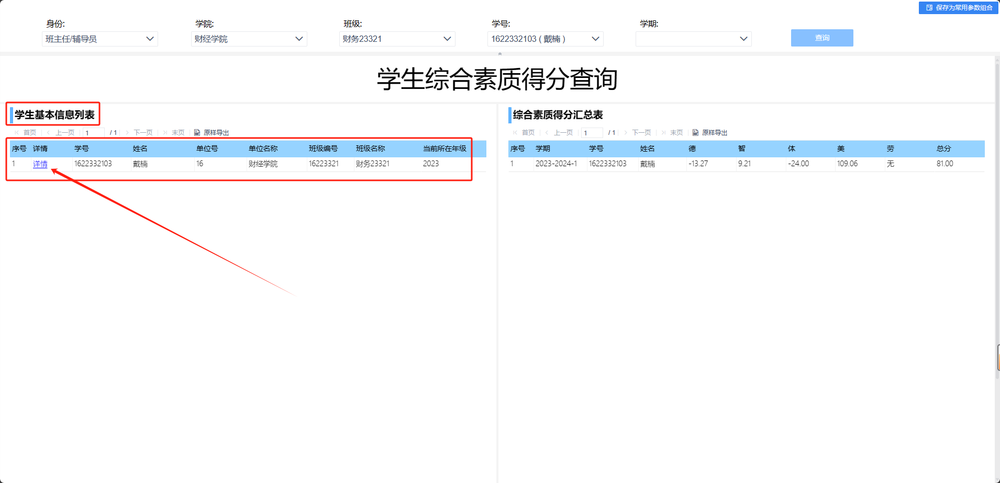 保存为常用参数组合
身份: 学院: 班级: 学号: 学期:
班主任/辅导员 财经学院 财务23321 1622332103 ( 戴楠 ) 查询
学生综合素质得分查询
学生基本信息列表
首页 上一页 1 / 1 下一页 末页 原样导出
序号 详情 学号 姓名 单位号 单位名称 班级编号 班级名称 当前所在年级
1 详情 1622332103 戴楠 16 财经学院 16223321 财务23321 2023
综合素质得分汇总表
首页 上一页 1 / 1 下一页 末页 原样导出
序号 学期 学号 姓名 德 智 体 美 劳 总分
1 2023-2024-1 1622332103 戴楠 -13.27 9.21 -24.00 109.06 无 81.00